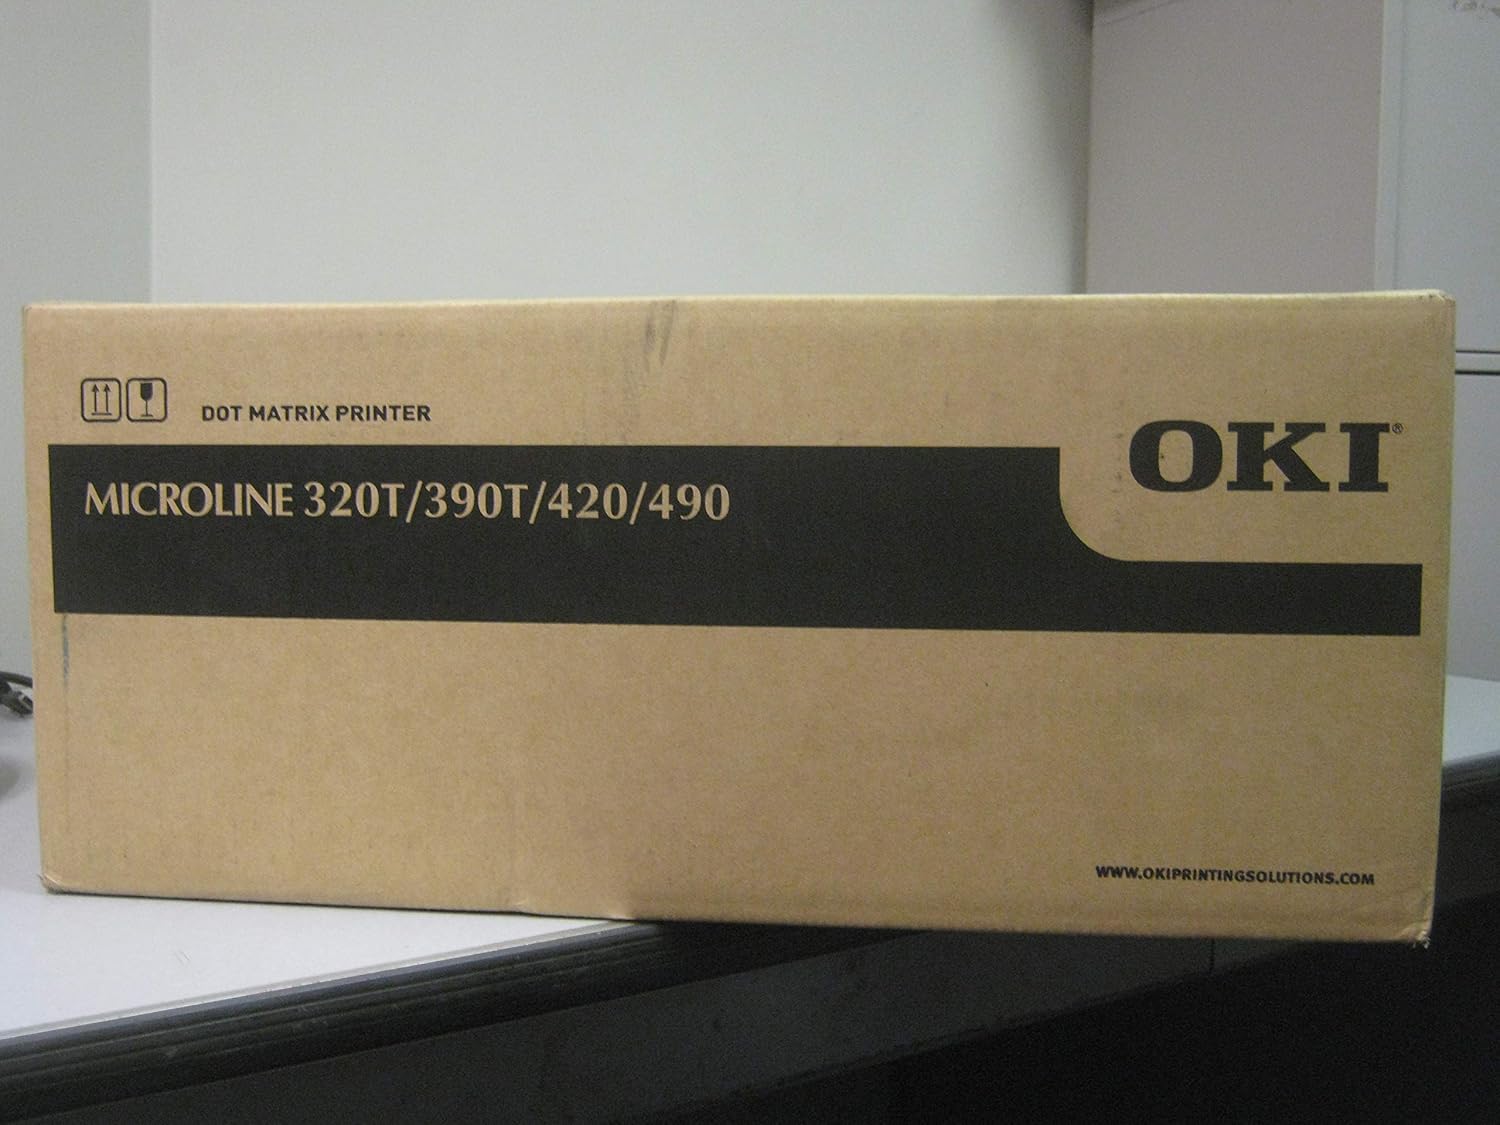 DOT MATRIX PRINTER
OKI®
MICROLINE 320T/390T/420/490
WWW.OKIPRINTINGSOLUTIONS.COM